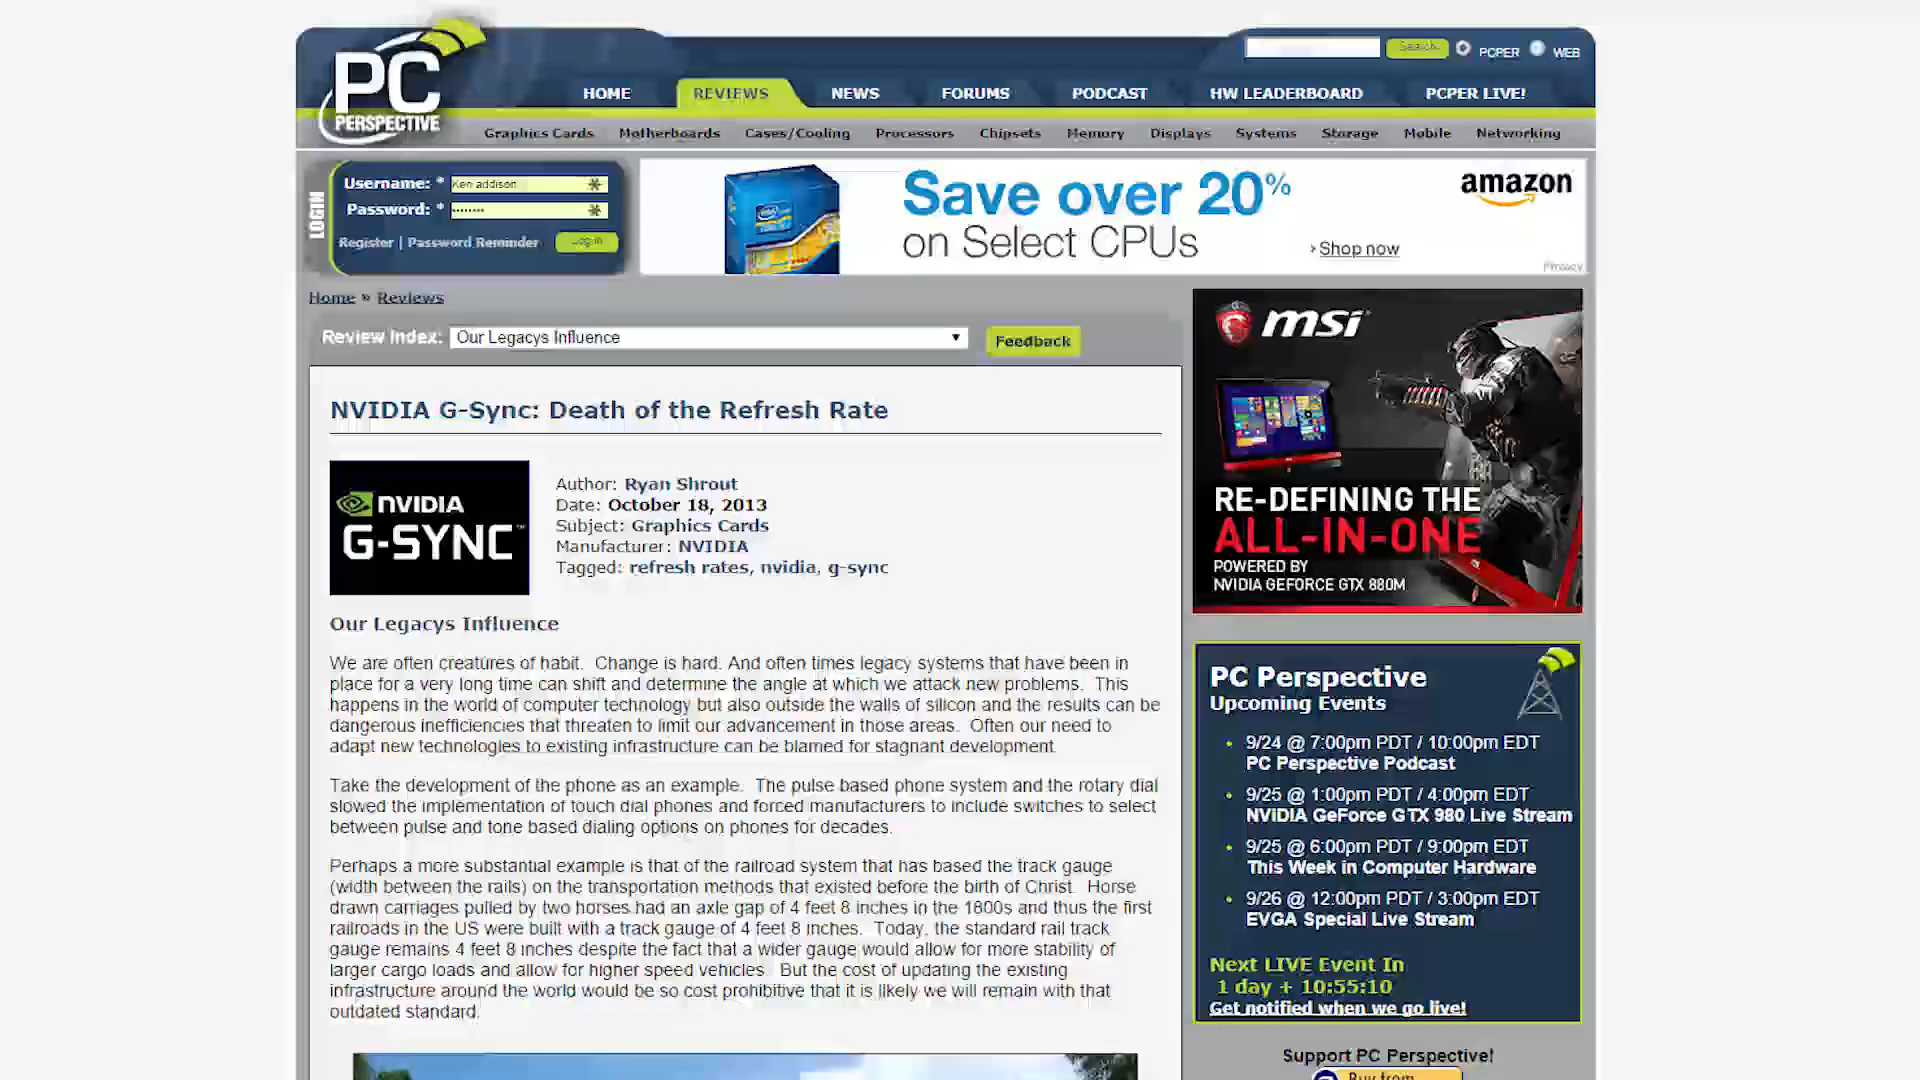 PC
PERSPECTIVE
Search
PCPER
WEB
HOME
REVIEWS
NEWS
FORUMS
PODCAST
HW LEADERBOARD
PCPER LIVE!
Graphics Cards
Motherboards
Cases/Cooling
Processors
Chipsets
Memory
Displays
Systems
Storage
Mobile
Networking
LOGIN
Username: * Ken addison
Password: * ••••••••
Register | Password Reminder
Log in
Save over 20%
on Select CPUs
› Shop now
amazon
Privacy
Home » Reviews
Review Index: Our Legacys Influence
Feedback
NVIDIA G-Sync: Death of the Refresh Rate
NVIDIA
G-SYNC™
Author: Ryan Shrout
Date: October 18, 2013
Subject: Graphics Cards
Manufacturer: NVIDIA
Tagged: refresh rates, nvidia, g-sync
Our Legacys Influence
We are often creatures of habit.  Change is hard. And often times legacy systems that have been in
place for a very long time can shift and determine the angle at which we attack new problems.  This
happens in the world of computer technology but also outside the walls of silicon and the results can be
dangerous inefficiencies that threaten to limit our advancement in those areas.  Often our need to
adapt new technologies to existing infrastructure can be blamed for stagnant development.
Take the development of the phone as an example.  The pulse based phone system and the rotary dial
slowed the implementation of touch dial phones and forced manufacturers to include switches to select
between pulse and tone based dialing options on phones for decades.
Perhaps a more substantial example is that of the railroad system that has based the track gauge
(width between the rails) on the transportation methods that existed before the birth of Christ.  Horse
drawn carriages pulled by two horses had an axle gap of 4 feet 8 inches in the 1800s and thus the first
railroads in the US were built with a track gauge of 4 feet 8 inches.  Today, the standard rail track
gauge remains 4 feet 8 inches despite the fact that a wider gauge would allow for more stability of
larger cargo loads and allow for higher speed vehicles.  But the cost of updating the existing
infrastructure around the world would be so cost prohibitive that it is likely we will remain with that
outdated standard.
msi
RE-DEFINING THE
ALL-IN-ONE
POWERED BY
NVIDIA GEFORCE GTX 880M
PC Perspective
Upcoming Events
• 9/24 @ 7:00pm PDT / 10:00pm EDT
PC Perspective Podcast
• 9/25 @ 1:00pm PDT / 4:00pm EDT
NVIDIA GeForce GTX 980 Live Stream
• 9/25 @ 6:00pm PDT / 9:00pm EDT
This Week in Computer Hardware
• 9/26 @ 12:00pm PDT / 3:00pm EDT
EVGA Special Live Stream
Next LIVE Event In
1 day + 10:55:10
Get notified when we go live!
Support PC Perspective!
Buy from